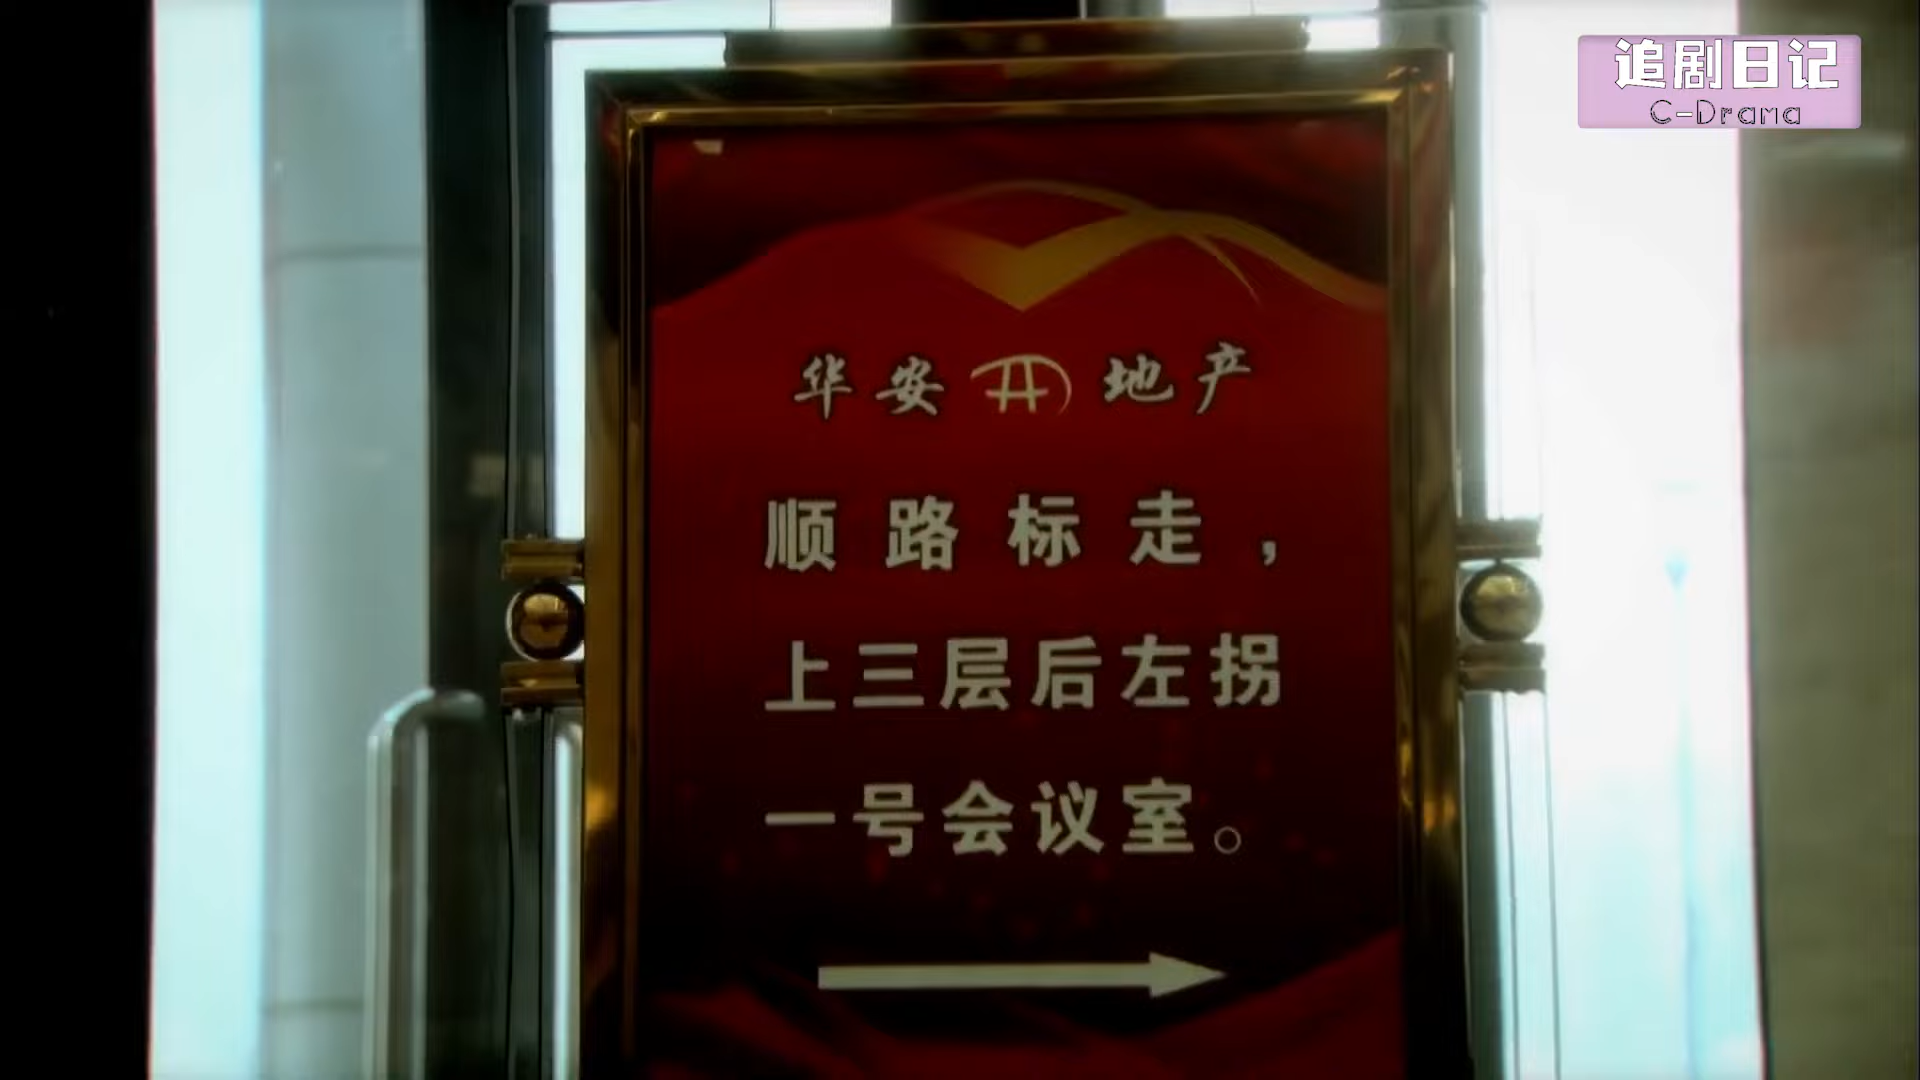 追剧日记
C-Drama
华安 地产
顺路标走，
上三层后左拐
一号会议室。